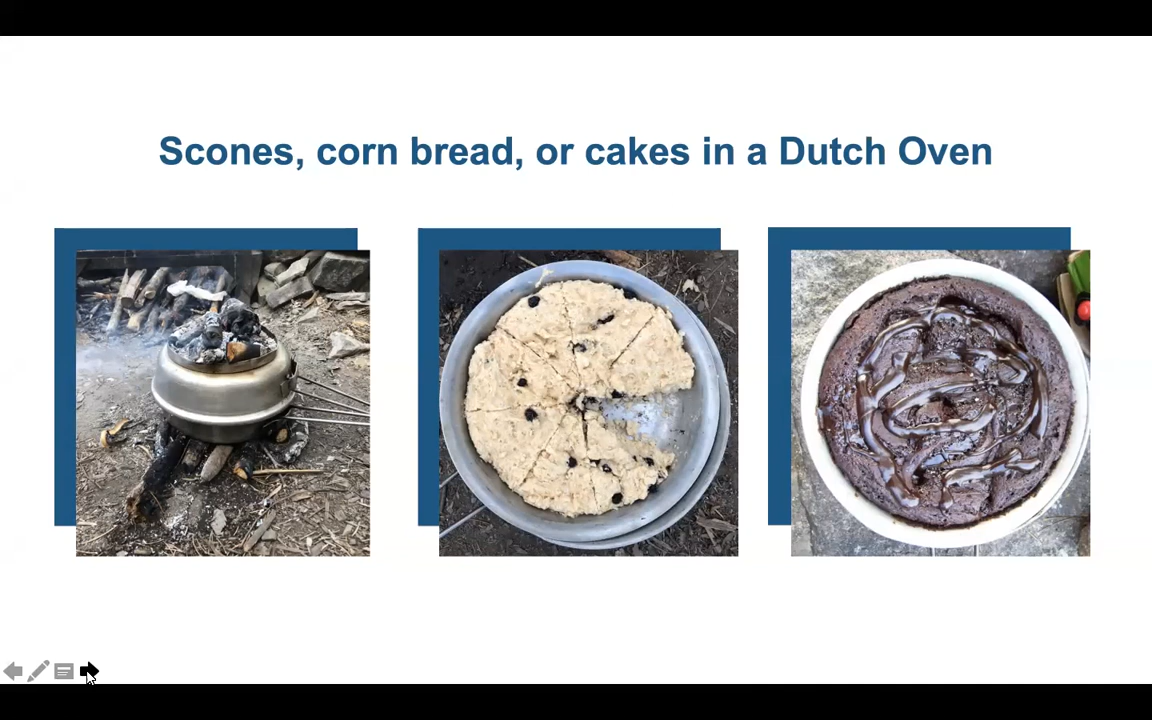 Scones, corn bread, or cakes in a Dutch Oven